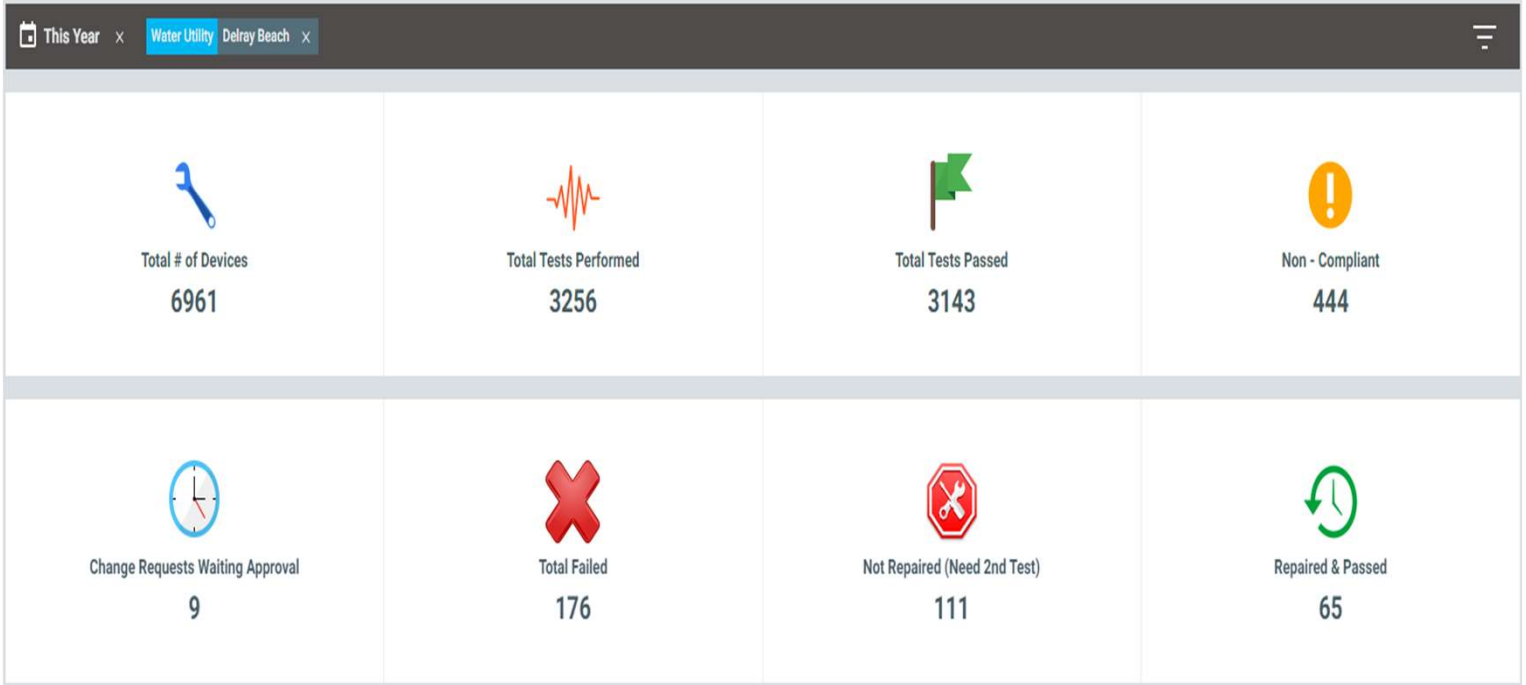 This Year × Water Utility Delray Beach ×
Total # of Devices
6961
Total Tests Performed
3256
Total Tests Passed
3143
Non - Compliant
444
Change Requests Waiting Approval
9
Total Failed
176
Not Repaired (Need 2nd Test)
111
Repaired & Passed
65